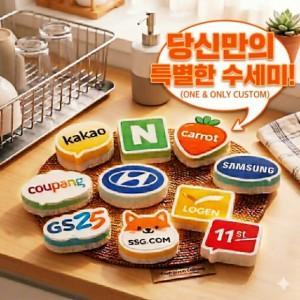 당신만의
특별한 수세미!
(ONE & ONLY CUSTOM)
kakao
N
carrot
coupang
SAMSUNG
GS25
SSG.COM
LOGEN
11st